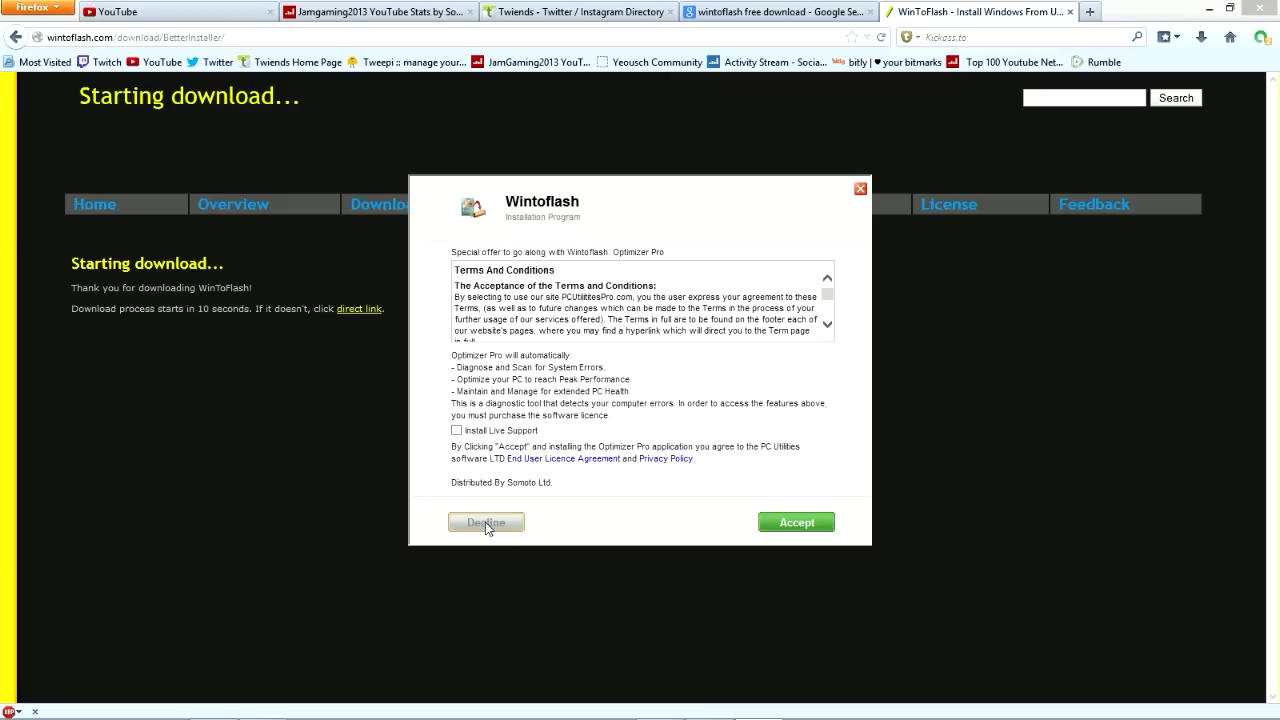 Firefox
YouTube
Jamgaming2013 YouTube Stats by So...
Twiends - Twitter / Instagram Directory
wintoflash free download - Google Se...
WinToFlash - Install Windows From U...
wintoflash.com/download/BetterInstaller/
Kickass.to
Most Visited
Twitch
YouTube
Twitter
Twiends Home Page
Tweepi :: manage your...
JamGaming2013 YouT...
Yeousch Community
Activity Stream - Socia...
bitly | ♥ your bitmarks
Top 100 Youtube Net...
Rumble
Starting download...
Search
Home
Overview
Downloa
License
Feedback
Starting download...
Thank you for downloading WinToFlash!
Download process starts in 10 seconds. If it doesn't, click direct link.
Wintoflash
Installation Program
Special offer to go along with Wintoflash: Optimizer Pro
Terms And Conditions
The Acceptance of the Terms and Conditions:
By selecting to use our site PCUtilitiesPro.com, you the user express your agreement to these
Terms, (as well as to future changes which can be made to the Terms in the process of your
further usage of our services offered). The Terms in full are to be found on the footer each of
our website's pages, where you may find a hyperlink which will direct you to the Term page
in full.
Optimizer Pro will automatically:
- Diagnose and Scan for System Errors.
- Optimize your PC to reach Peak Performance.
- Maintain and Manage for extended PC Health
This is a diagnostic tool that detects your computer errors. In order to access the features above,
you must purchase the software licence.
Install Live Support
By Clicking "Accept" and installing the Optimizer Pro application you agree to the PC Utilities
software LTD End User Licence Agreement and Privacy Policy.
Distributed By Somoto Ltd.
Decline
Accept